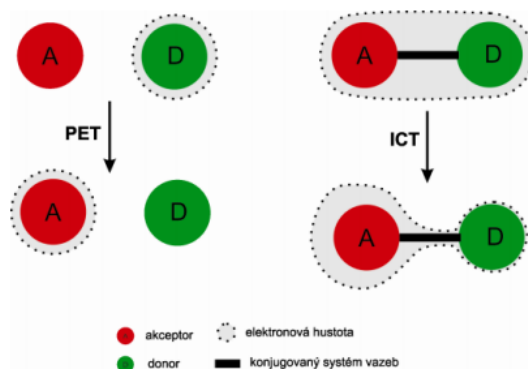 A D A D
PET ICT
A D A D
akceptor elektronová hustota
donor konjugovaný systém vazeb